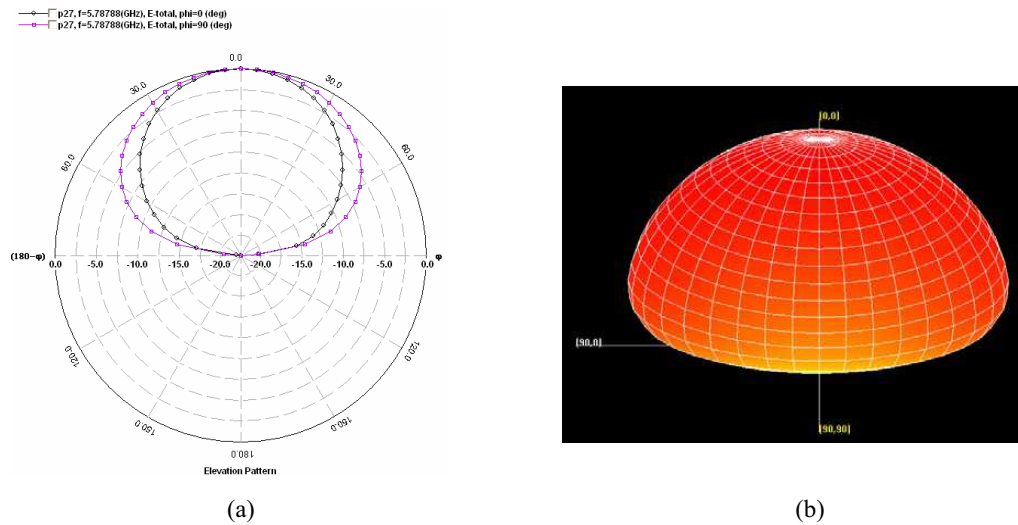 p27, f=5.78788(GHz), E-total, phi=0 (deg)
p27, f=5.78788(GHz), E-total, phi=90 (deg)
0.0
30.0
30.0
60.0
60.0
(180-φ)
φ
0.0 -5.0 -10.0 -15.0 -20.0 -20.0 -15.0 -10.0 -5.0 0.0
120.0
120.0
150.0
150.0
180.0
Elevation Pattern
[0,0]
[90,0]
[90,90]
(a)
(b)